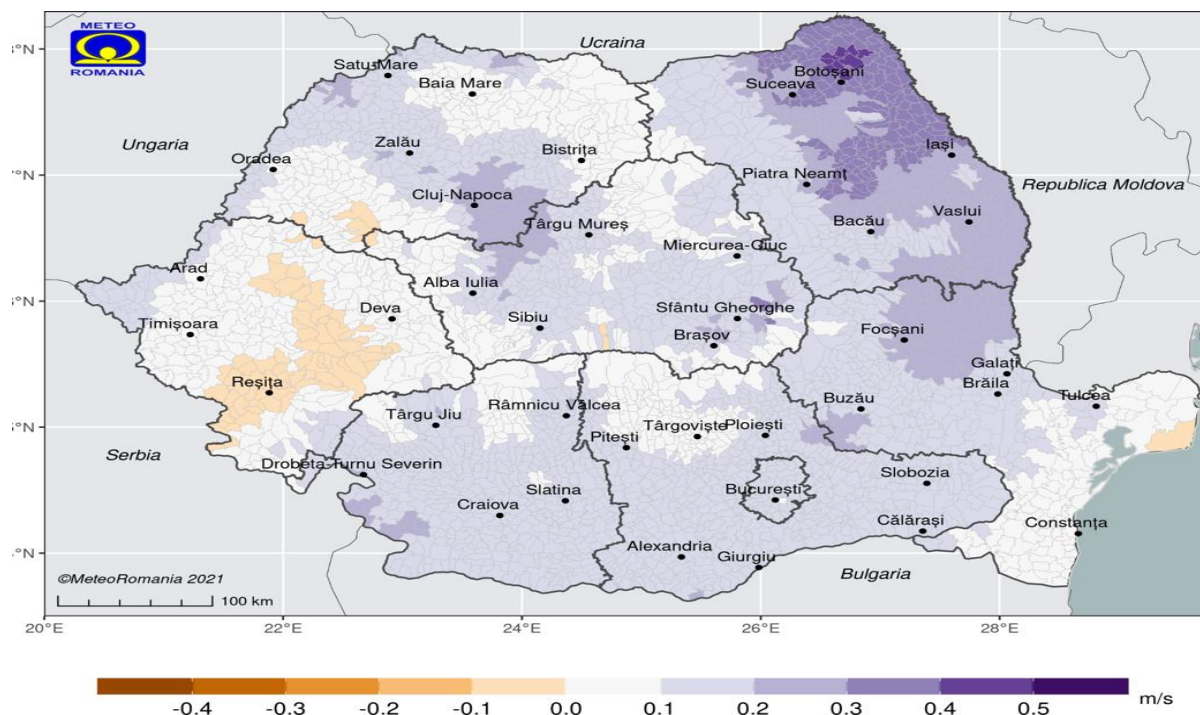 METEO
ROMANIA
Ucraina
Satu-Mare
Baia Mare
Botoșani
Suceava
Ungaria
Zalău
Iași
Oradea
Bistrița
Piatra Neamț
Republica Moldova
Cluj-Napoca
Târgu Mureș
Bacău
Vaslui
Miercurea-Ciuc
Arad
Alba Iulia
Deva
Sfântu Gheorghe
Timișoara
Sibiu
Brașov
Focșani
Galați
Reșița
Brăila
Târgu Jiu
Râmnicu Vâlcea
Buzău
Tulcea
Pitești
Târgoviște
Ploiești
Serbia
Drobeta-Turnu Severin
Slobozia
Craiova
Slatina
București
Călărași
Constanța
Alexandria
Giurgiu
Bulgaria
©MeteoRomania 2021
100 km
20°E 22°E 24°E 26°E 28°E
-0.4 -0.3 -0.2 -0.1 0.0 0.1 0.2 0.3 0.4 0.5 m/s